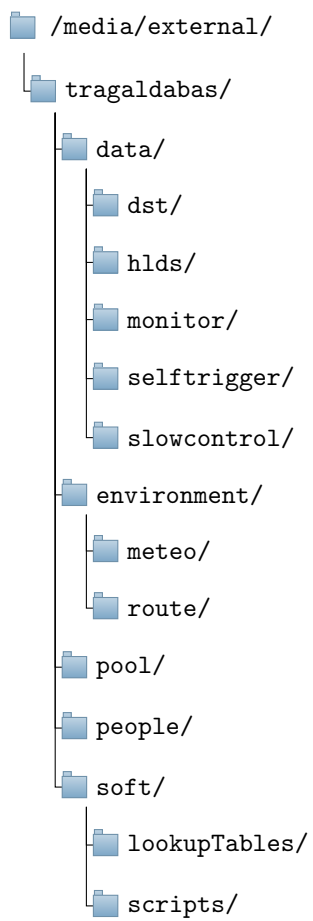 /media/external/
tragaldabas/
data/
dst/
hlds/
monitor/
selftrigger/
slowcontrol/
environment/
meteo/
route/
pool/
people/
soft/
lookupTables/
scripts/